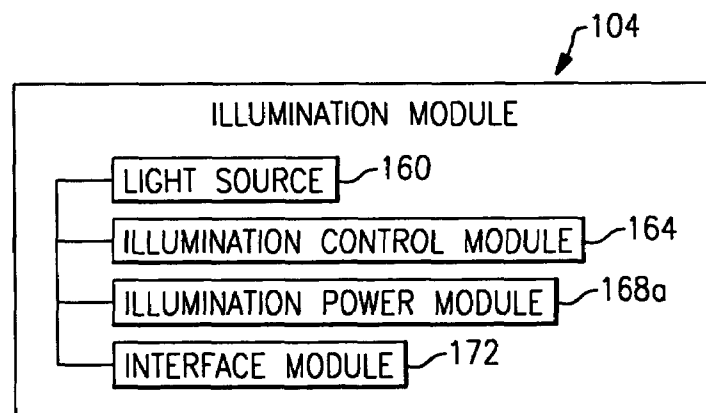 104
ILLUMINATION MODULE
LIGHT SOURCE 160
ILLUMINATION CONTROL MODULE 164
ILLUMINATION POWER MODULE 168a
INTERFACE MODULE 172